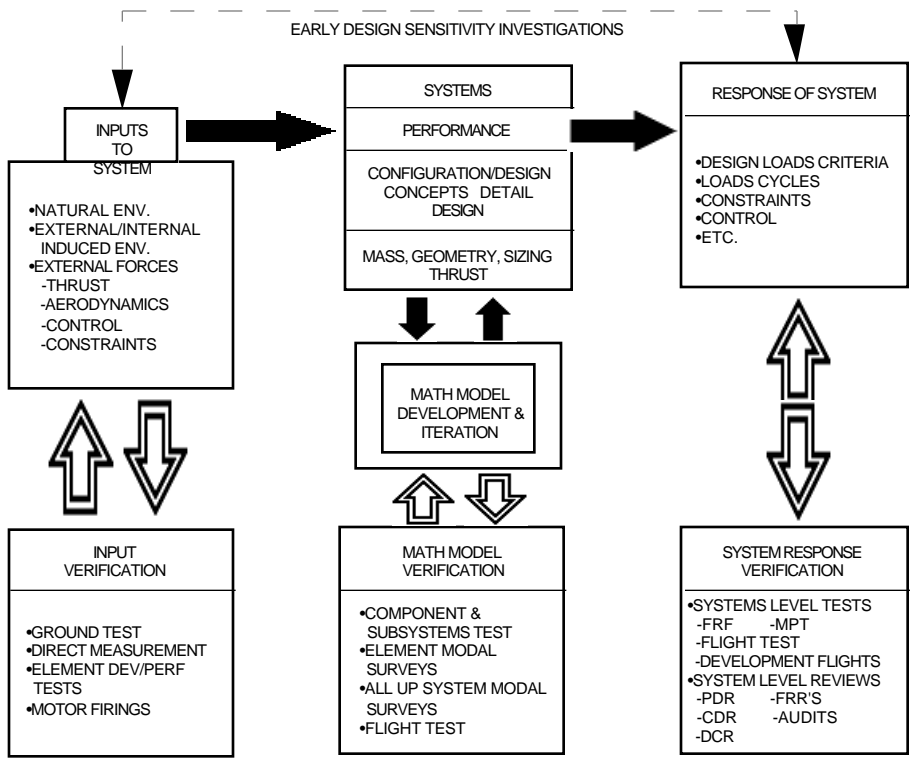 EARLY DESIGN SENSITIVITY INVESTIGATIONS
INPUTS
TO
SYSTEM
•NATURAL ENV.
•EXTERNAL/INTERNAL
INDUCED ENV.
•EXTERNAL FORCES
-THRUST
-AERODYNAMICS
-CONTROL
-CONSTRAINTS
SYSTEMS
PERFORMANCE
CONFIGURATION/DESIGN
CONCEPTS DETAIL
DESIGN
MASS, GEOMETRY, SIZING
THRUST
RESPONSE OF SYSTEM
•DESIGN LOADS CRITERIA
•LOADS CYCLES
•CONSTRAINTS
•CONTROL
•ETC.
MATH MODEL
DEVELOPMENT &
ITERATION
INPUT
VERIFICATION
•GROUND TEST
•DIRECT MEASUREMENT
•ELEMENT DEV/PERF
TESTS
•MOTOR FIRINGS
MATH MODEL
VERIFICATION
•COMPONENT &
SUBSYSTEMS TEST
•ELEMENT MODAL
SURVEYS
•ALL UP SYSTEM MODAL
SURVEYS
•FLIGHT TEST
SYSTEM RESPONSE
VERIFICATION
•SYSTEMS LEVEL TESTS
-FRF -MPT
-FLIGHT TEST
-DEVELOPMENT FLIGHTS
•SYSTEM LEVEL REVIEWS
-PDR -FRR'S
-CDR -AUDITS
-DCR